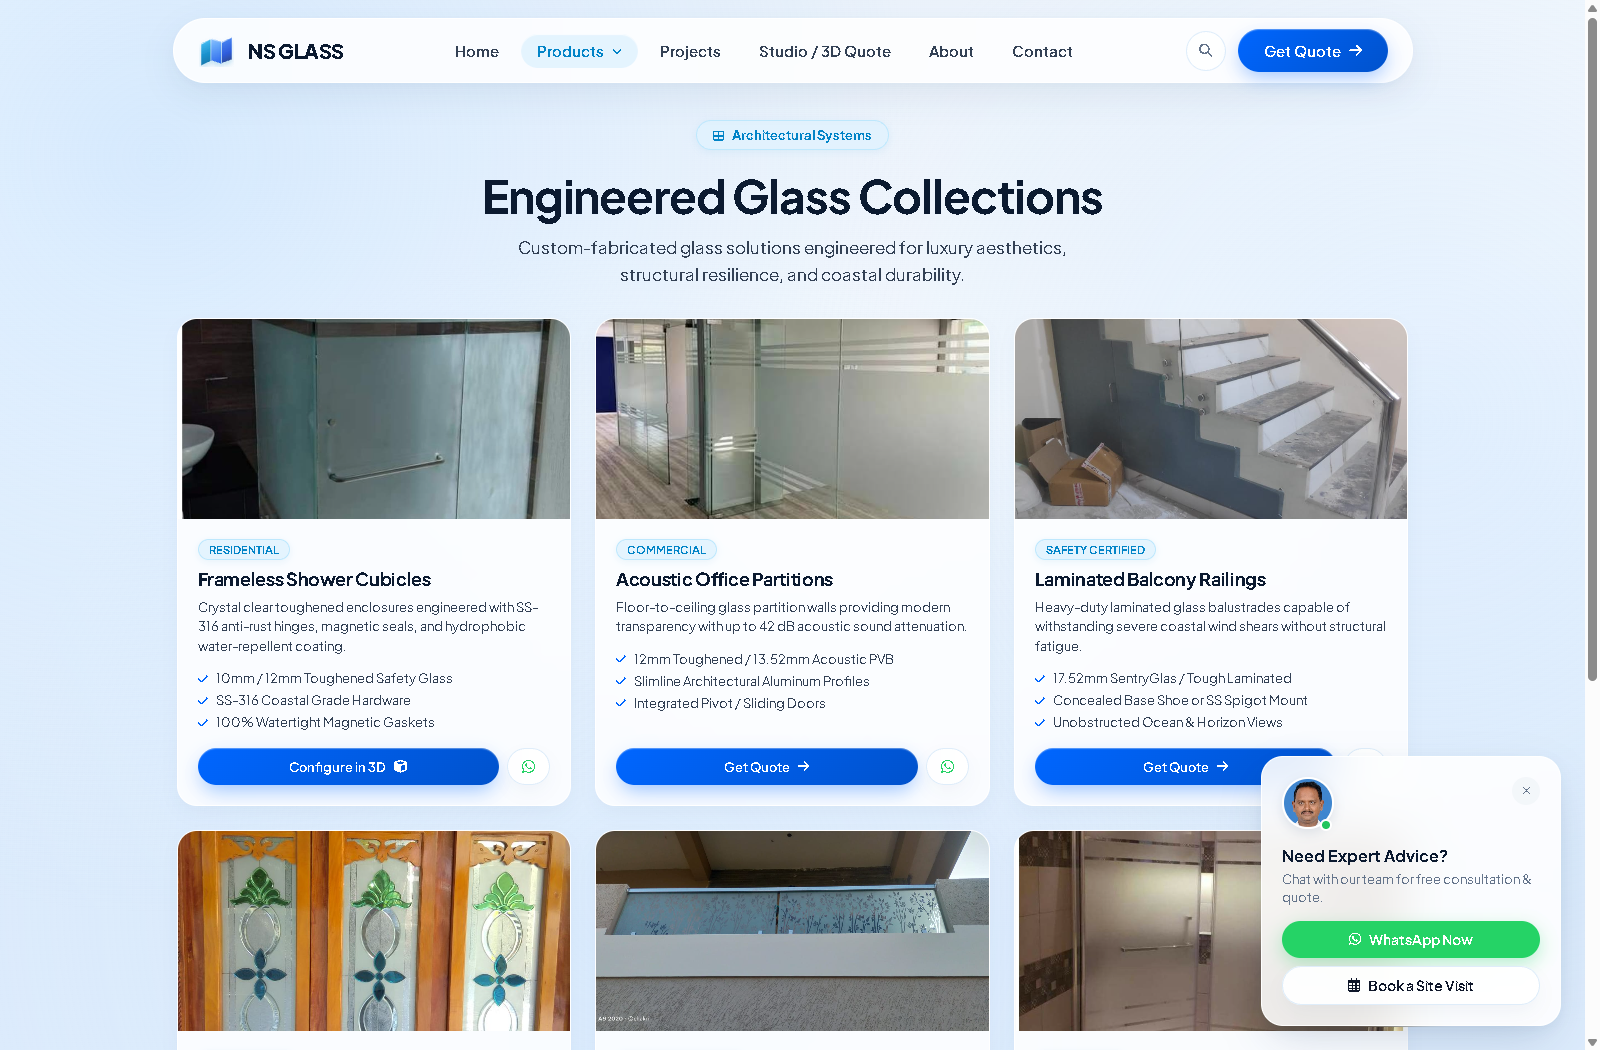 NS GLASS
Home
Products
Projects
Studio / 3D Quote
About
Contact
Get Quote
Architectural Systems
Engineered Glass Collections
Custom-fabricated glass solutions engineered for luxury aesthetics,
structural resilience, and coastal durability.
RESIDENTIAL
Frameless Shower Cubicles
Crystal clear toughened enclosures engineered with SS-
316 anti-rust hinges, magnetic seals, and hydrophobic
water-repellent coating.
10mm / 12mm Toughened Safety Glass
SS-316 Coastal Grade Hardware
100% Watertight Magnetic Gaskets
Configure in 3D
COMMERCIAL
Acoustic Office Partitions
Floor-to-ceiling glass partition walls providing modern
transparency with up to 42 dB acoustic sound attenuation.
12mm Toughened / 13.52mm Acoustic PVB
Slimline Architectural Aluminum Profiles
Integrated Pivot / Sliding Doors
Get Quote
SAFETY CERTIFIED
Laminated Balcony Railings
Heavy-duty laminated glass balustrades capable of
withstanding severe coastal wind shears without structural
fatigue.
17.52mm SentryGlas / Tough Laminated
Concealed Base Shoe or SS Spigot Mount
Unobstructed Ocean & Horizon Views
Get Quote
Need Expert Advice?
Chat with our team for free consultation &
quote.
WhatsApp Now
Book a Site Visit